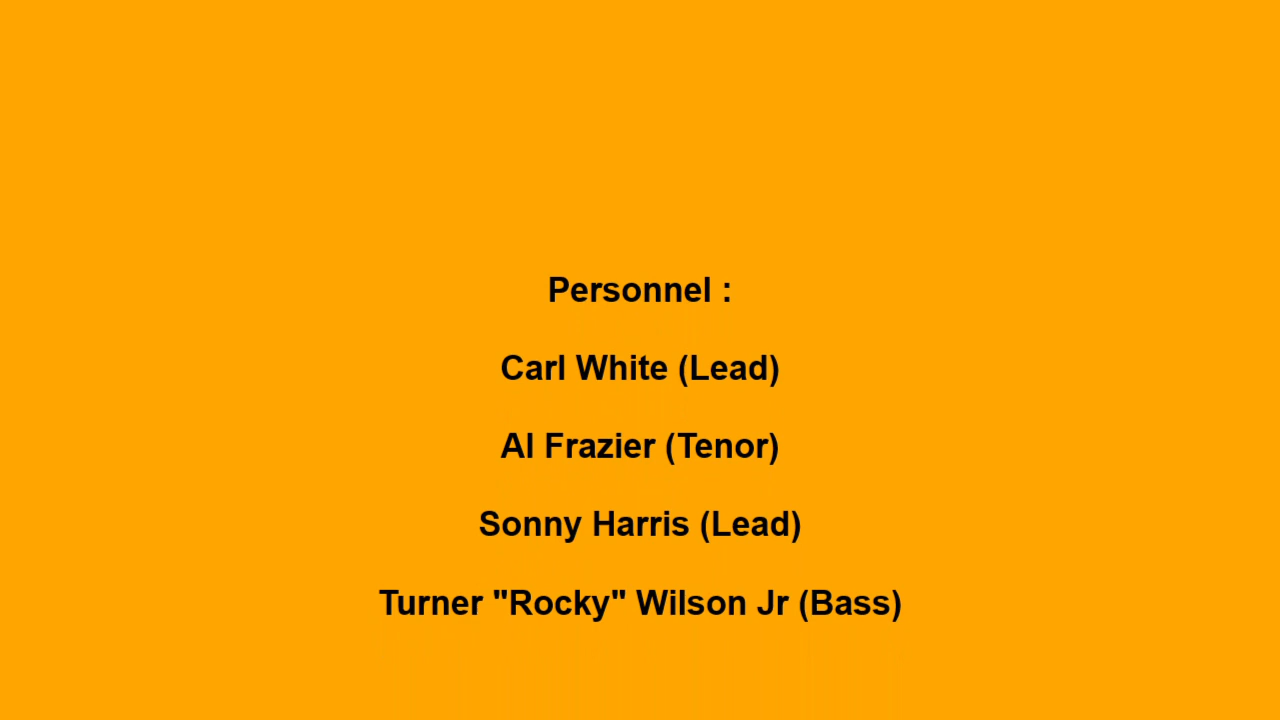 Personnel :
Carl White (Lead)
Al Frazier (Tenor)
Sonny Harris (Lead)
Turner "Rocky" Wilson Jr (Bass)